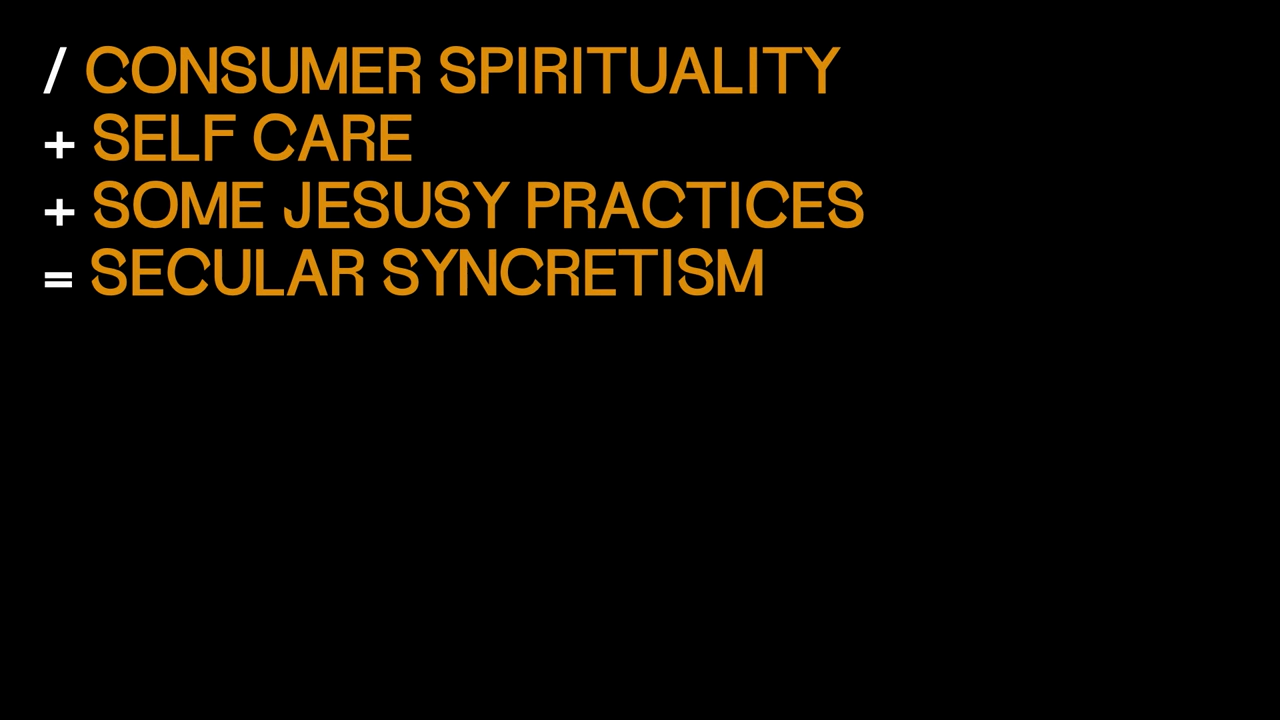 / CONSUMER SPIRITUALITY
+ SELF CARE
+ SOME JESUSY PRACTICES
= SECULAR SYNCRETISM